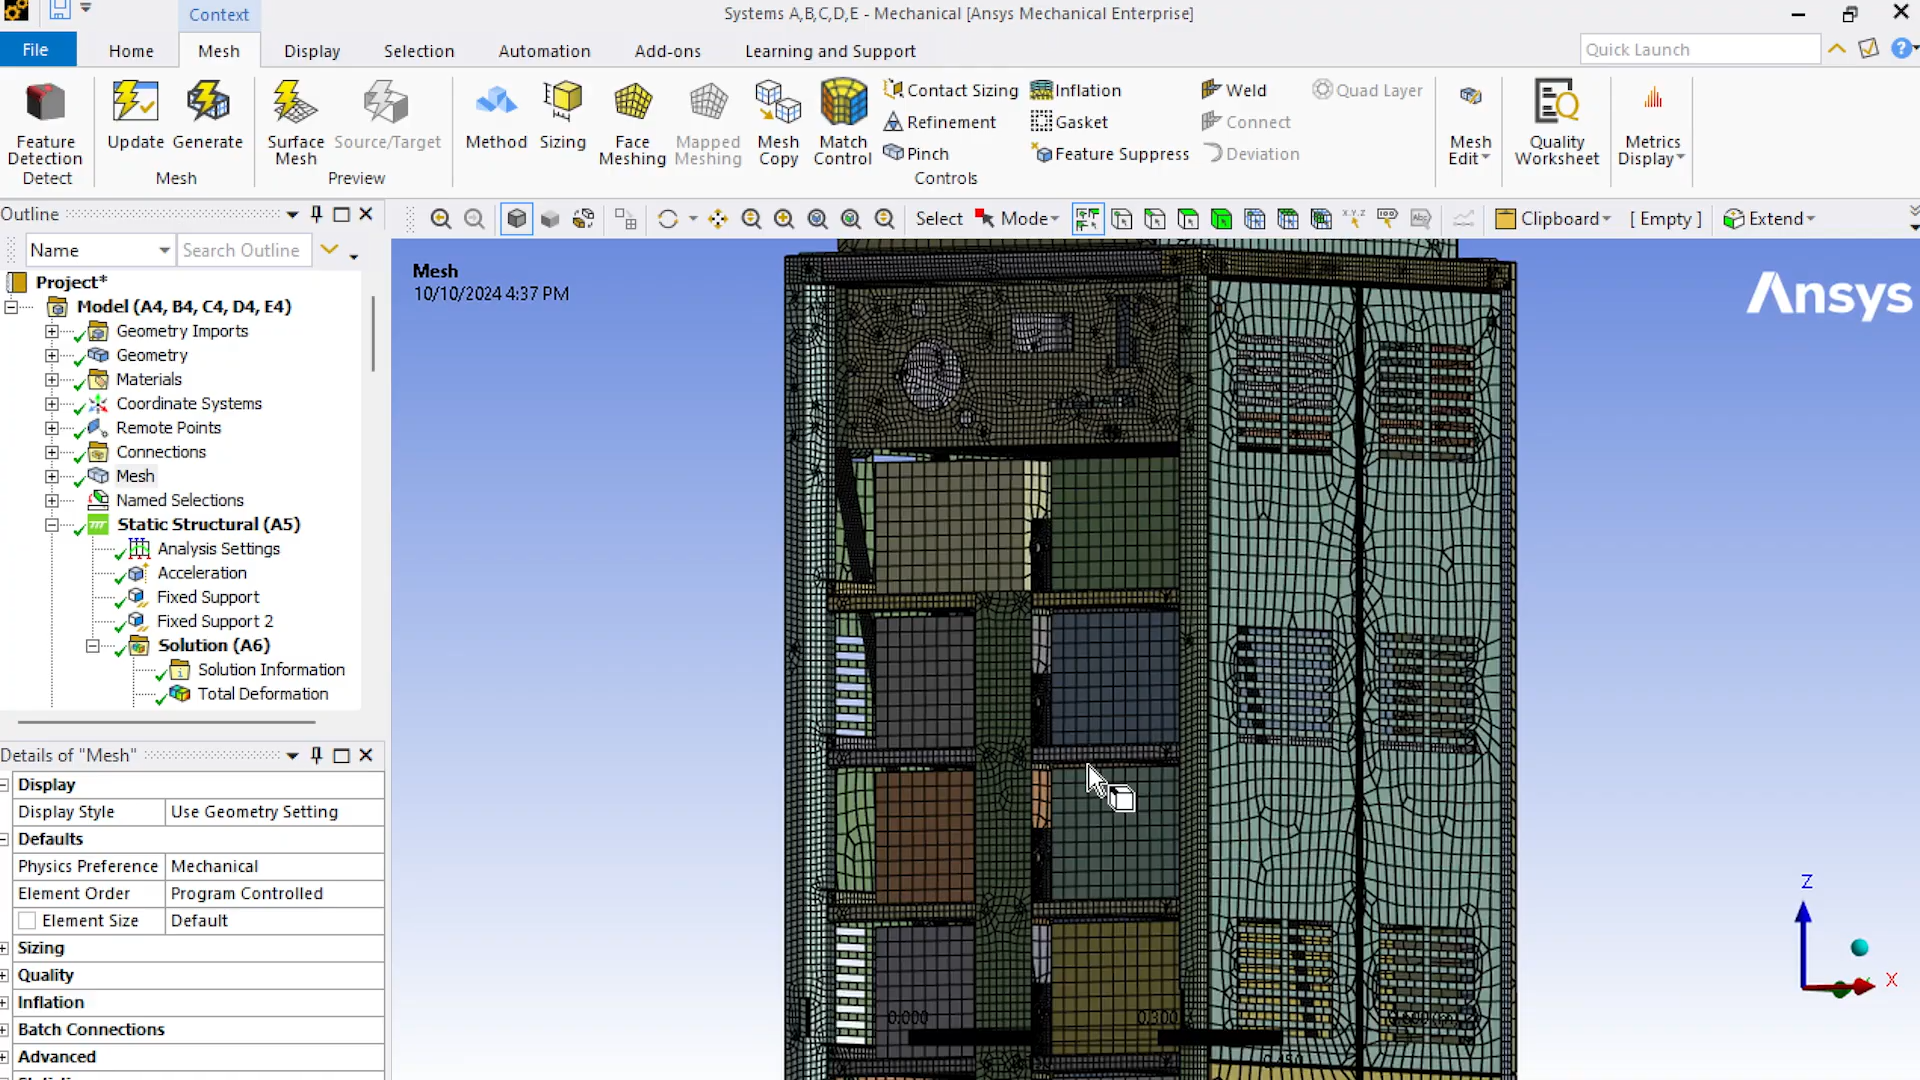 Context
Systems A,B,C,D,E - Mechanical [Ansys Mechanical Enterprise]
File Home Mesh Display Selection Automation Add-ons Learning and Support
Quick Launch
Feature Detection
Detect
Update
Generate
Mesh
Surface Mesh
Source/Target
Preview
Method
Sizing
Face Meshing
Mapped Meshing
Mesh Copy
Match Control
Contact Sizing
Refinement
Pinch
Inflation
Gasket
Feature Suppress
Weld
Connect
Deviation
Quad Layer
Controls
Mesh Edit
Quality Worksheet
Metrics Display
Outline
Name
Search Outline
Select
Mode
Clipboard
[ Empty ]
Extend
Project*
Model (A4, B4, C4, D4, E4)
Geometry Imports
Geometry
Materials
Coordinate Systems
Remote Points
Connections
Mesh
Named Selections
Static Structural (A5)
Analysis Settings
Acceleration
Fixed Support
Fixed Support 2
Solution (A6)
Solution Information
Total Deformation
Details of "Mesh"
Display
Display Style Use Geometry Setting
Defaults
Physics Preference Mechanical
Element Order Program Controlled
Element Size Default
Sizing
Quality
Inflation
Batch Connections
Advanced
Mesh
10/10/2024 4:37 PM
Ansys
0.000
0.300
Z
X